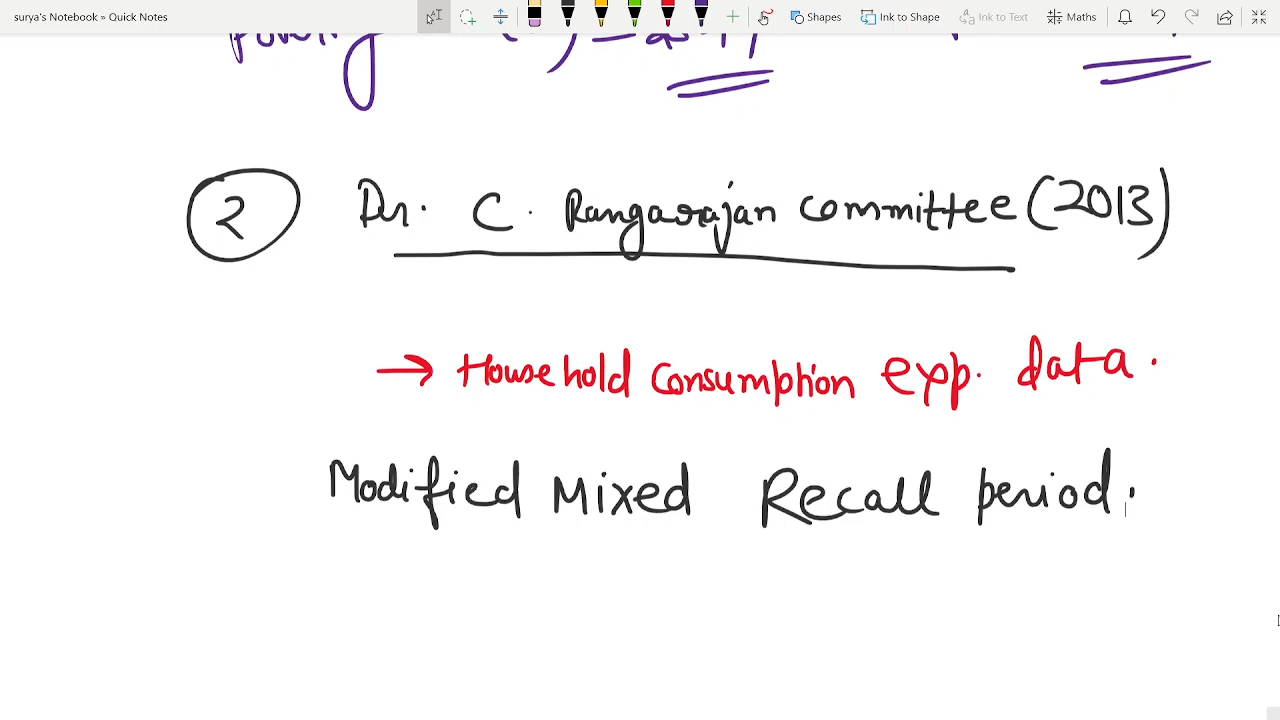 surya's Notebook » Quick Notes
Shapes Ink to Shape Ink to Text Maths
2 Dr. C. Rangarajan Committee (2013)
→ Household Consumption exp. data.
Modified Mixed Recall period.